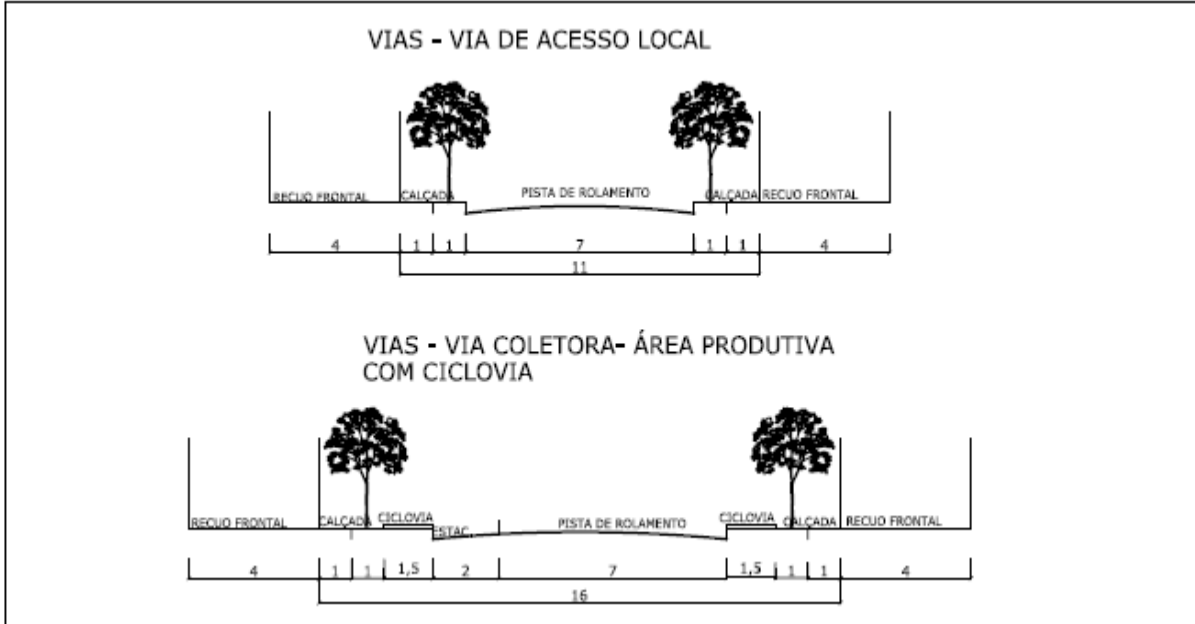 VIAS - VIA DE ACESSO LOCAL
RECUO FRONTAL CALÇADA PISTA DE ROLAMENTO CALÇADA RECUO FRONTAL
4 1 1 7 1 1 4
11
VIAS - VIA COLETORA- ÁREA PRODUTIVA
COM CICLOVIA
RECUO FRONTAL CALÇADA CICLOVIA ESTAC. PISTA DE ROLAMENTO CICLOVIA CALÇADA RECUO FRONTAL
4 1 1 1,5 2 7 1,5 1 1 4
16